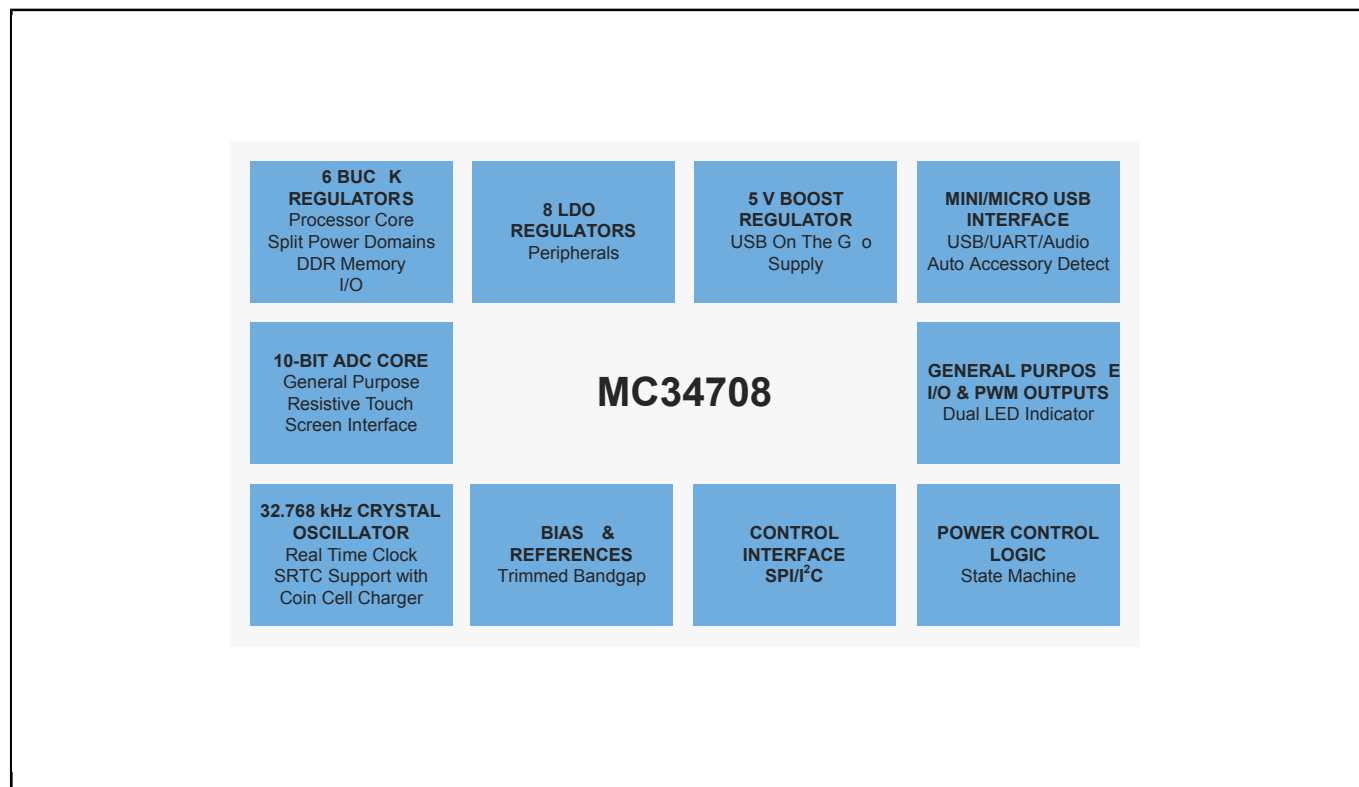 6 BUC K
REGULATORS
Processor Core
Split Power Domains
DDR Memory
I/O
8 LDO
REGULATORS
Peripherals
5 V BOOST
REGULATOR
USB On The G o
Supply
MINI/MICRO USB
INTERFACE
USB/UART/Audio
Auto Accessory Detect
10-BIT ADC CORE
General Purpose
Resistive Touch
Screen Interface
MC34708
GENERAL PURPOS E
I/O & PWM OUTPUTS
Dual LED Indicator
32.768 kHz CRYSTAL
OSCILLATOR
Real Time Clock
SRTC Support with
Coin Cell Charger
BIAS &
REFERENCES
Trimmed Bandgap
CONTROL
INTERFACE
SPI/I²C
POWER CONTROL
LOGIC
State Machine